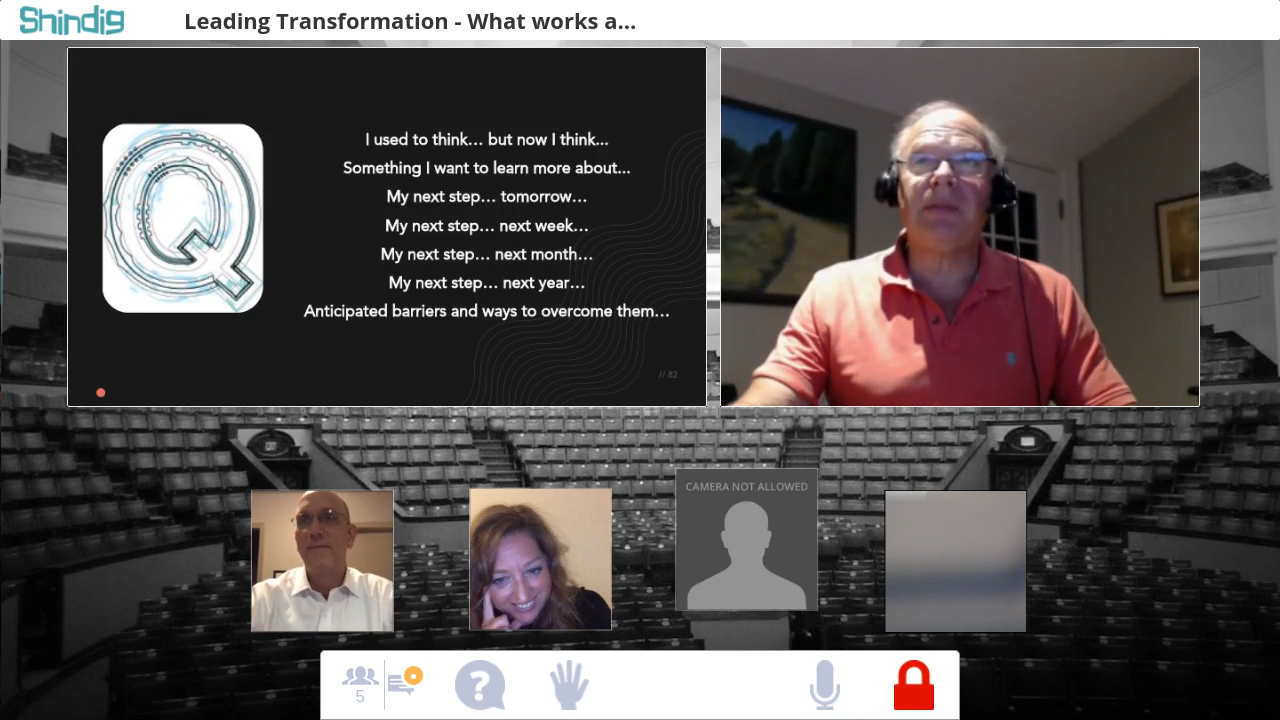 Shindig
Leading Transformation - What works a...
I used to think... but now I think...
Something I want to learn more about...
My next step... tomorrow...
My next step... next week...
My next step... next month...
My next step... next year...
Anticipated barriers and ways to overcome them...
// 82
CAMERA NOT ALLOWED
5
?